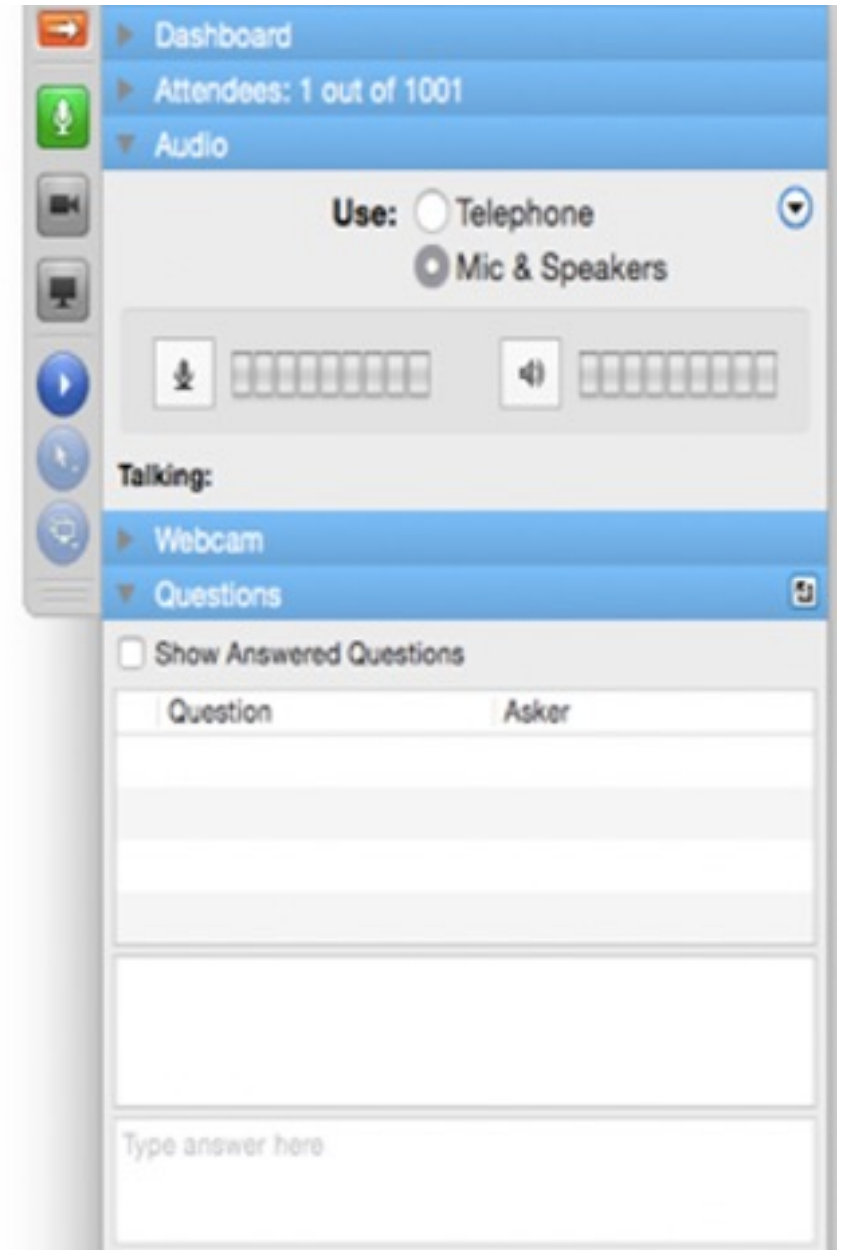 Dashboard
Attendees: 1 out of 1001
Audio
Use: Telephone
Mic & Speakers
Talking:
Webcam
Questions
Show Answered Questions
Question Asker
Type answer here